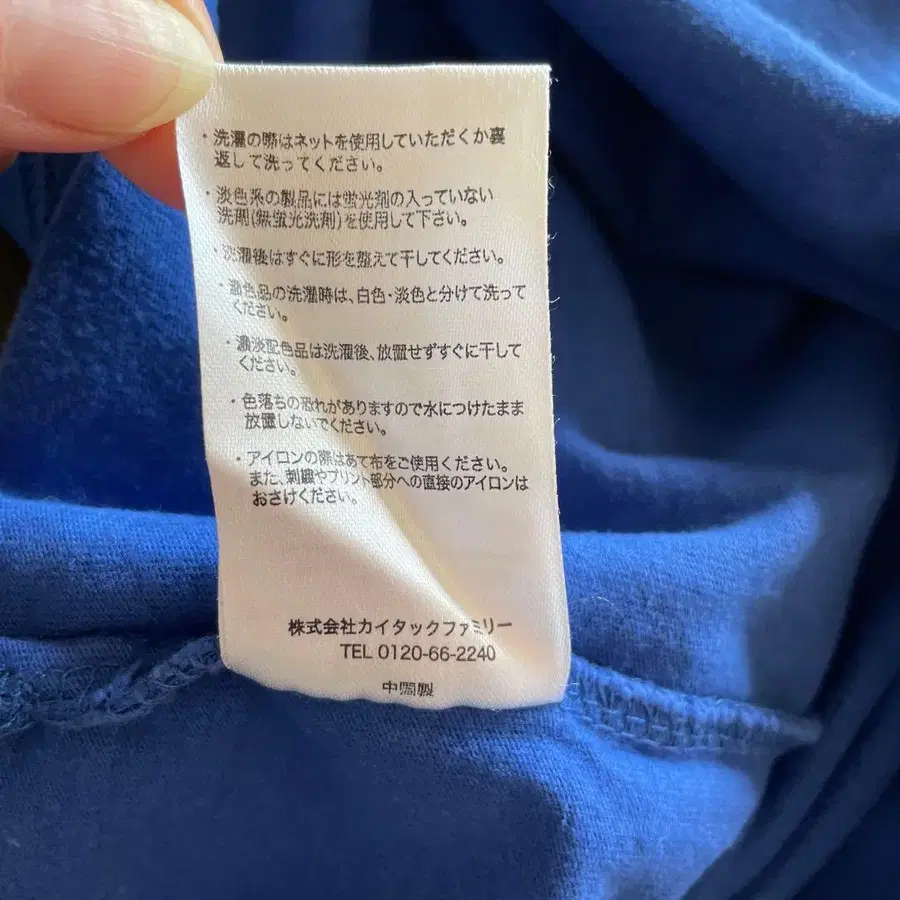 ・洗濯の際はネットを使用していただくか裏
返して洗ってください。
・淡色系の製品には蛍光剤の入っていない
洗剤(無蛍光洗剤)を使用して下さい。
・洗濯後はすぐに形を整えて干してください。
・濃色品の洗濯時は、白色・淡色と分けて洗って
ください。
・濃淡配色品は洗濯後、放置せずすぐに干して
ください。
・色落ちの恐れがありますので水につけたまま
放置しないでください。
・アイロンの際はあて布をご使用ください。
また、刺繍やプリント部分への直接のアイロンは
おさけください。
株式会社カイタックファミリー
TEL 0120-66-2240
中国製